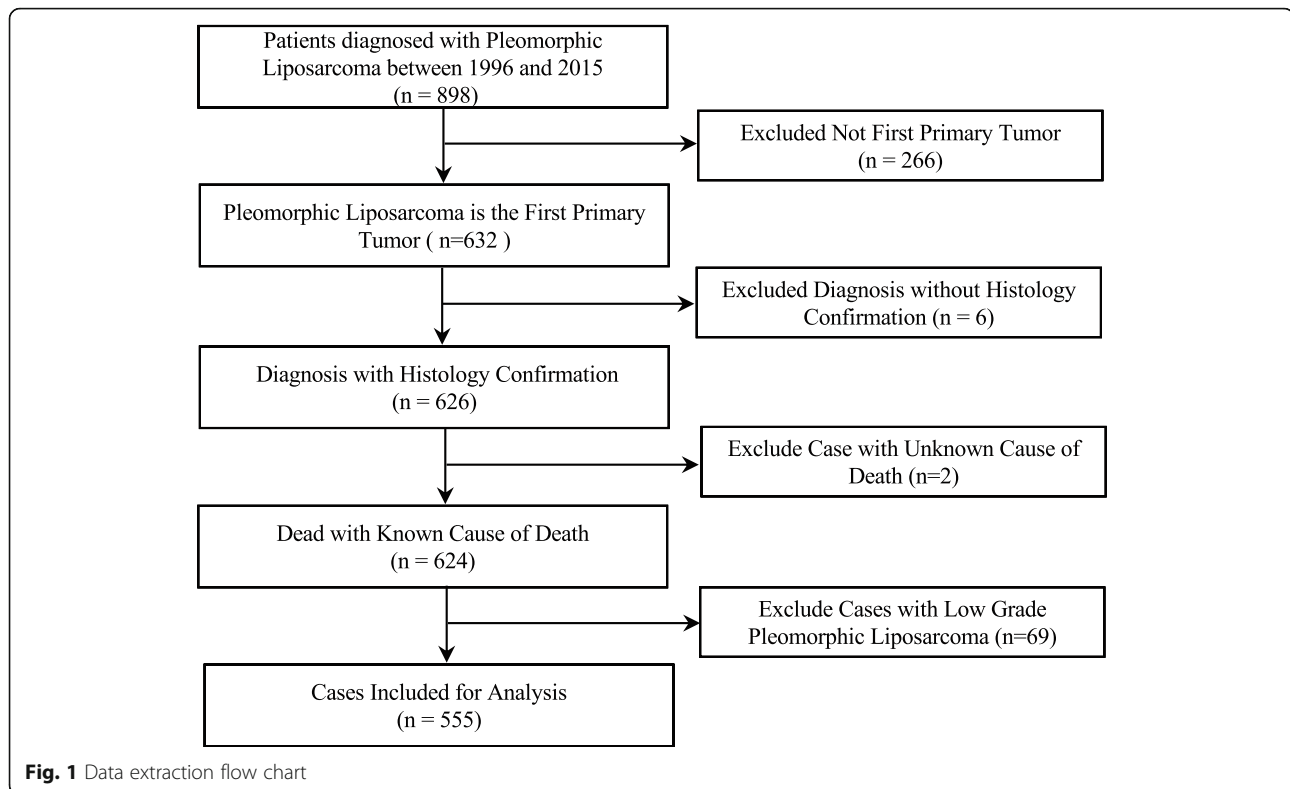 Patients diagnosed with Pleomorphic
Liposarcoma between 1996 and 2015
(n = 898)
Excluded Not First Primary Tumor
(n = 266)
Pleomorphic Liposarcoma is the First Primary
Tumor ( n=632 )
Excluded Diagnosis without Histology
Confirmation (n = 6)
Diagnosis with Histology Confirmation
(n = 626)
Exclude Case with Unknown Cause of
Death (n=2)
Dead with Known Cause of Death
(n = 624)
Exclude Cases with Low Grade
Pleomorphic Liposarcoma (n=69)
Cases Included for Analysis
(n = 555)
Fig. 1 Data extraction flow chart